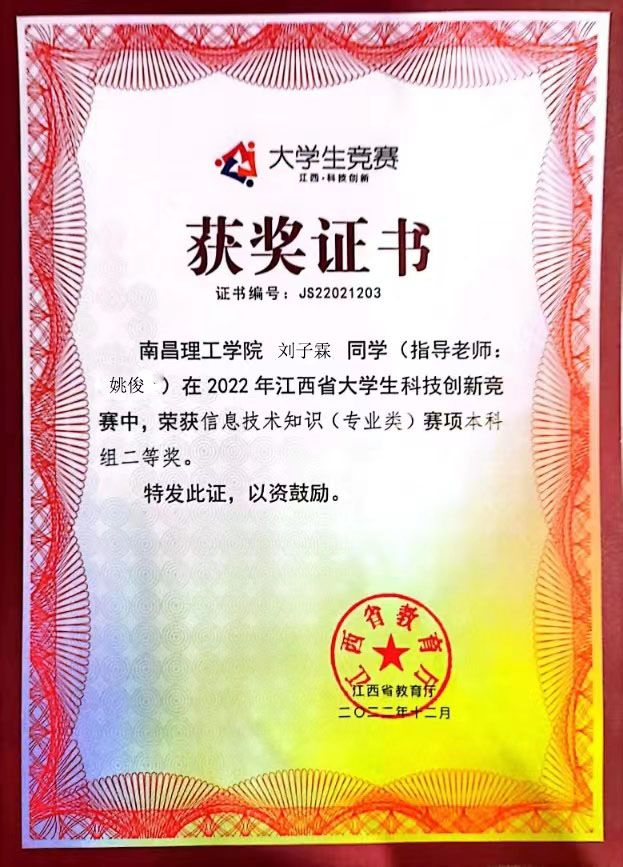 大学生竞赛
江西·科技创新
获奖证书
证书编号：JS22021203
南昌理工学院 刘子霖 同学（指导老师：
姚俊 ）在 2022 年江西省大学生科技创新竞
赛中，荣获信息技术知识（专业类）赛项本科
组二等奖。
特发此证，以资鼓励。
江西省教育厅
江西省教育厅
二〇二二年十二月